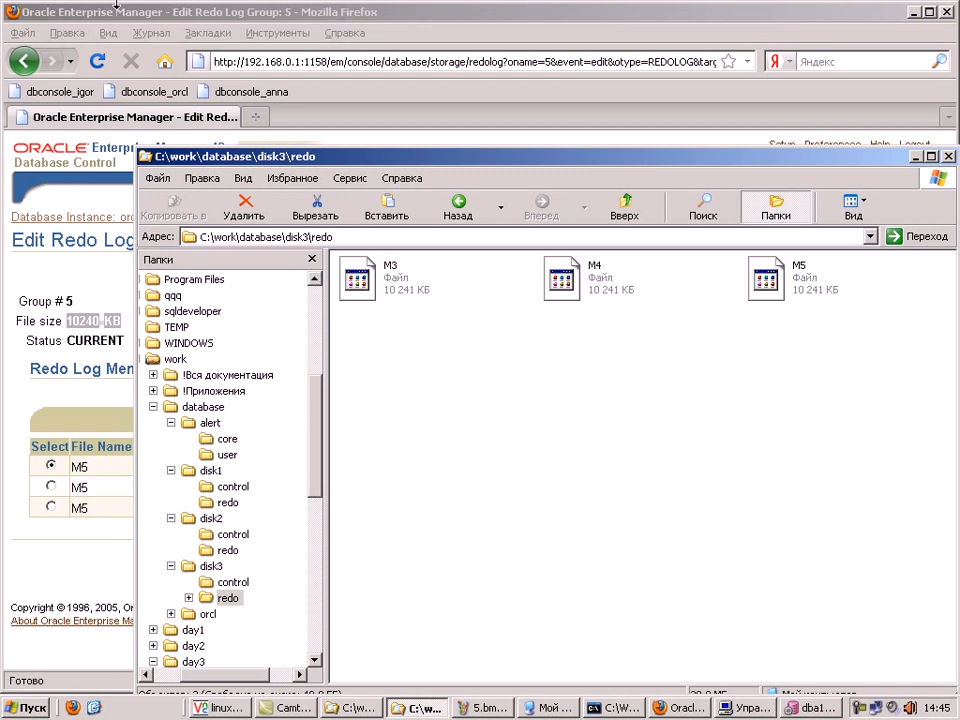 Oracle Enterprise Manager - Edit Redo Log Group: 5 - Mozilla Firefox
Файл Правка Вид Журнал Закладки Инструменты Справка
http://192.168.0.1:1158/em/console/database/storage/redolog?oname=5&event=edit&otype=REDOLOG&targ
Яндекс
dbconsole_igor dbconsole_orcl dbconsole_anna
Oracle Enterprise Manager - Edit Red...
ORACLE Enterp
Database Control
Setup Preferences Help Logout
Database Instance: orc
Edit Redo Log
Group # 5
File size 10240 KB
Status CURRENT
Redo Log Mem
Select File Name
M5
M5
M5
Copyright © 1996, 2005, Or
About Oracle Enterprise Ma
Готово
C:\work\database\disk3\redo
Файл Правка Вид Избранное Сервис Справка
Копировать в Удалить Вырезать Вставить Назад Вперед Вверх Поиск Папки Вид
Адрес: C:\work\database\disk3\redo Переход
Папки
Program Files
qqq
sqldeveloper
TEMP
WINDOWS
work
!Вся документация
!Приложения
database
alert
core
user
disk1
control
redo
disk2
control
redo
disk3
control
redo
orcl
day1
day2
day3
M3
Файл
10 241 КБ
M4
Файл
10 241 КБ
M5
Файл
10 241 КБ
Пуск V2 linux... Camt... C:\w... C:\w... 5.bm... Мой ... C:\W... Oracl... Упра... dba1... 14:45